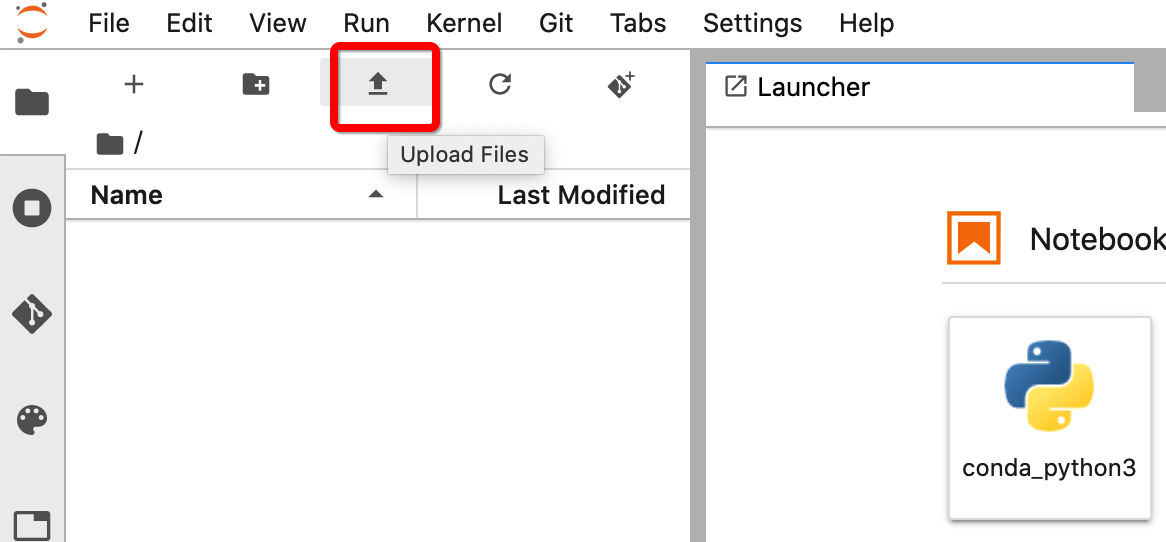 File Edit View Run Kernel Git Tabs Settings Help
Launcher
/
Upload Files
Name Last Modified
Notebook
conda_python3